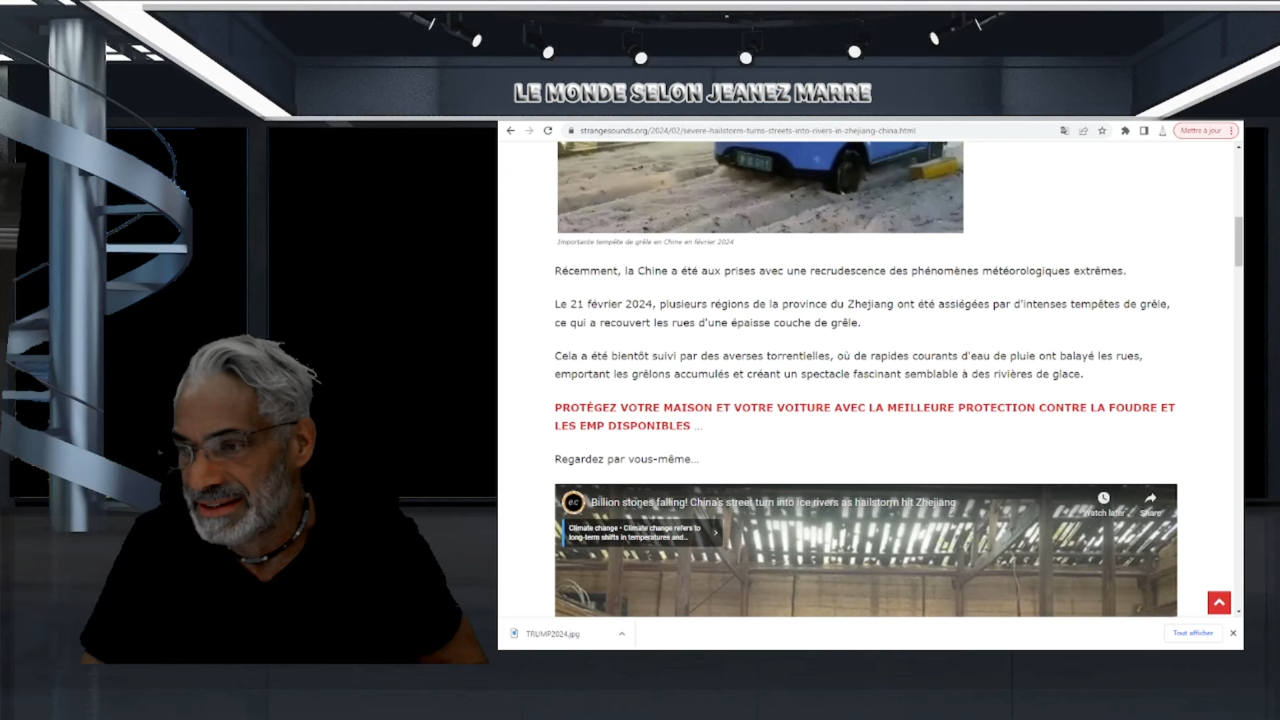 LE MONDE SELON JEANEZ MARRE
strangesounds.org/2024/02/severe-hailstorm-turns-streets-into-rivers-in-zhejiang-china.html
Mettre à jour
Importante tempête de grêle en Chine en février 2024
Récemment, la Chine a été aux prises avec une recrudescence des phénomènes météorologiques extrêmes.
Le 21 février 2024, plusieurs régions de la province du Zhejiang ont été assiégées par d'intenses tempêtes de grêle,
ce qui a recouvert les rues d'une épaisse couche de grêle.
Cela a été bientôt suivi par des averses torrentielles, où de rapides courants d'eau de pluie ont balayé les rues,
emportant les grêlons accumulés et créant un spectacle fascinant semblable à des rivières de glace.
PROTÉGEZ VOTRE MAISON ET VOTRE VOITURE AVEC LA MEILLEURE PROTECTION CONTRE LA FOUDRE ET
LES EMP DISPONIBLES ...
Regardez par vous-même...
Billion stones falling! China's street turn into ice rivers as hailstorm hit Zhejiang
Watch later
Share
Climate change • Climate change refers to
long-term shifts in temperatures and...
TRUMP2024.jpg
Tout afficher